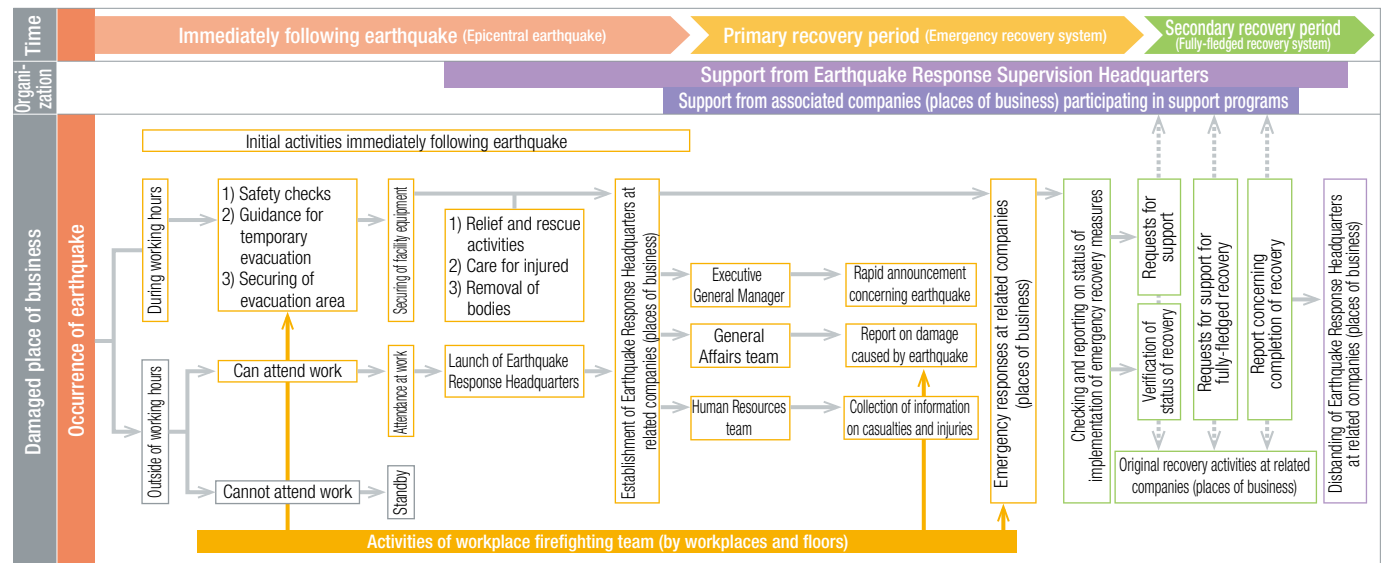 Time
Immediately following earthquake (Epicentral earthquake)
Primary recovery period (Emergency recovery system)
Secondary recovery period
(Fully-fledged recovery system)
Organi-
zation
Support from Earthquake Response Supervision Headquarters
Support from associated companies (places of business) participating in support programs
Damaged place of business
Occurrence of earthquake
Initial activities immediately following earthquake
During working hours
1) Safety checks
2) Guidance for
temporary
evacuation
3) Securing of
evacuation area
Securing of facility equipment
1) Relief and rescue
activities
2) Care for injured
3) Removal of
bodies
Outside of working hours
Can attend work
Attendance at work
Launch of Earthquake
Response Headquarters
Cannot attend work
Standby
Establishment of Earthquake Response Headquarters at
related companies (places of business)
Executive
General Manager
Rapid announcement
concerning earthquake
General
Affairs team
Report on damage
caused by earthquake
Human Resources
team
Collection of information
on casualties and injuries
Emergency responses at related companies
(places of business)
Checking and reporting on status of
implementation of emergency recovery measures
Requests for
support
Verification of
status of recovery
Requests for support for
fully-fledged recovery
Report concerning
completion of recovery
Original recovery activities at related
companies (places of business)
Disbanding of Earthquake Response Headquarters
at related companies (places of business)
Activities of workplace firefighting team (by workplaces and floors)